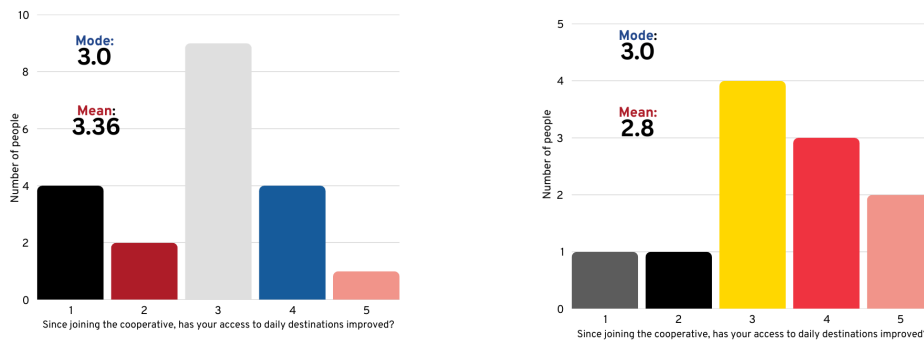 Mode:
3.0
Mean:
3.36
Number of people
10
8
6
4
2
0
1 2 3 4 5
Since joining the cooperative, has your access to daily destinations improved?
Mode:
3.0
Mean:
2.8
Number of people
5
4
3
2
1
0
1 2 3 4 5
Since joining the cooperative, has your access to daily destinations improved?